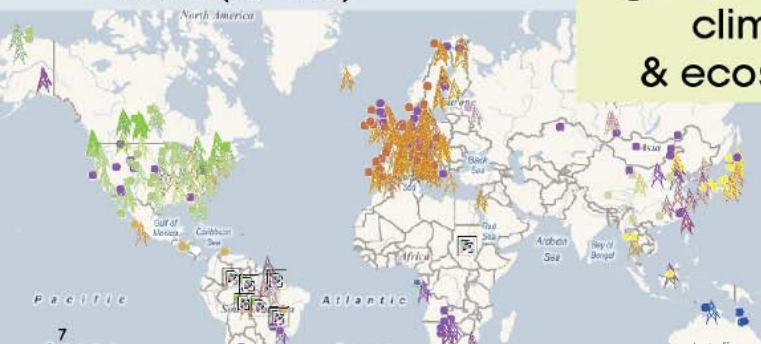 North America
clim
& ecos
Black
Sea
Asia
Gulf of
Mexico
Caribbean
Sea
Red
Sea
Africa
Arabian
Sea
Bay of
Bengal
Pacific
Atlantic
7